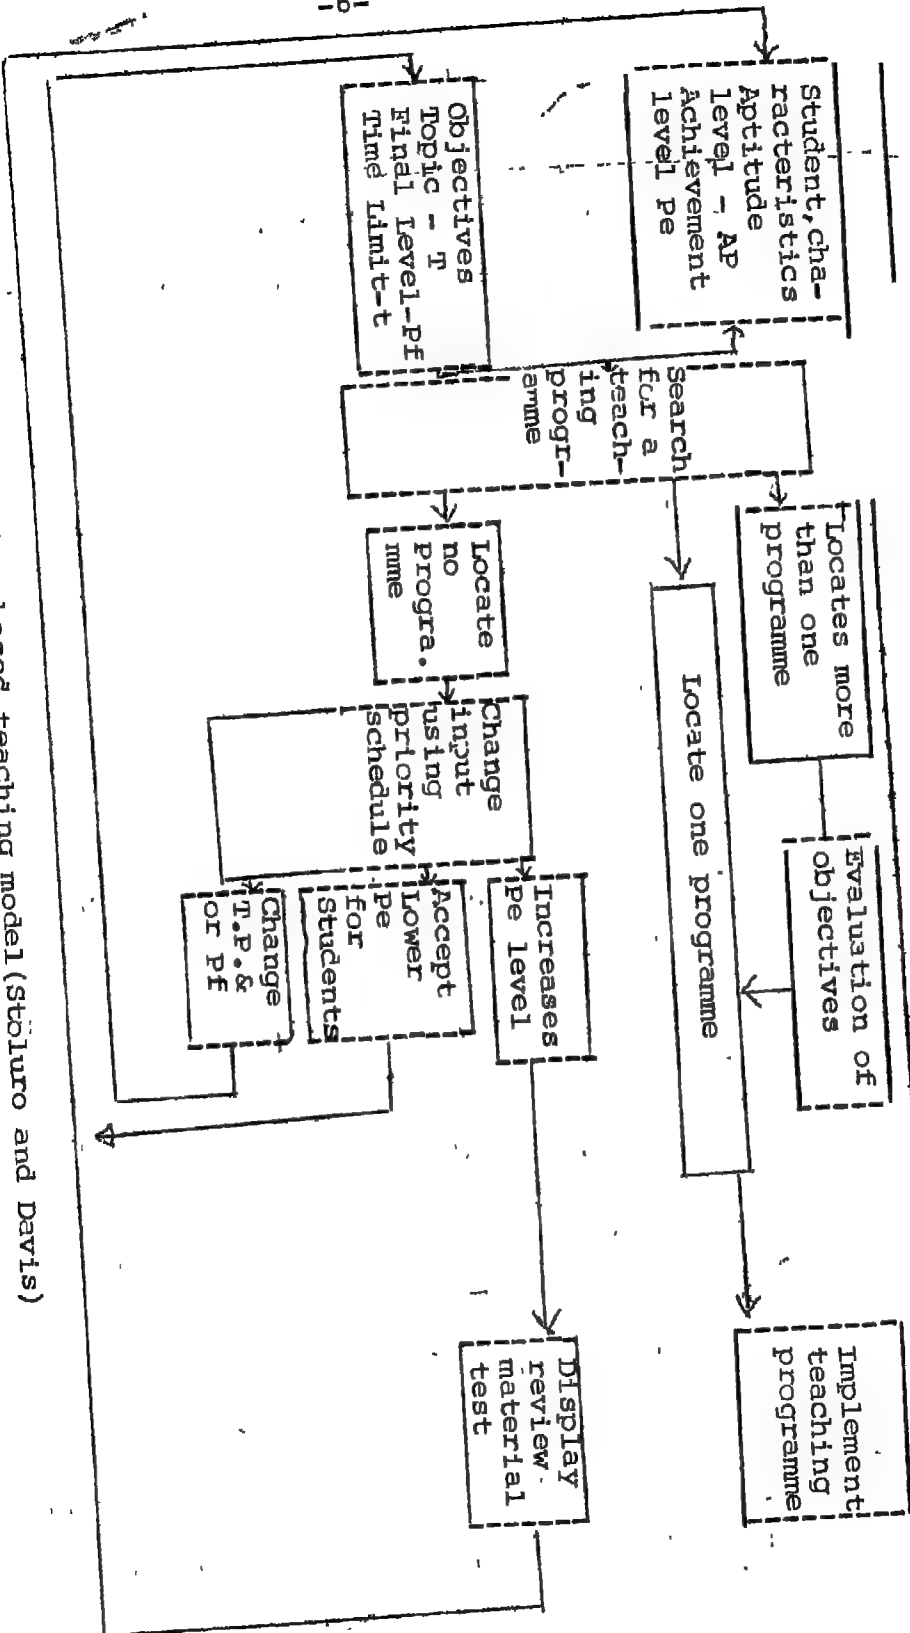 -6-
Student,cha-
racteristics
Aptitude
level - AP
Achievement
level Pe
Objectives
Topic - T
Final Level-Pf
Time Limit-t
Search
for a
teach-
ing
progr-
amme
Locates more
than one
programme
Evaluation of
objectives
Locate one programme
Implement
teaching
programme
Locate
no
progra.
mme
Change
input
using
priority
schedule
Increases
Pe level
Accept
Lower
Pe
for
Students
Change
T.P.&
or Pf
Display
review
material
test
teaching model(Stoluro and Davis)